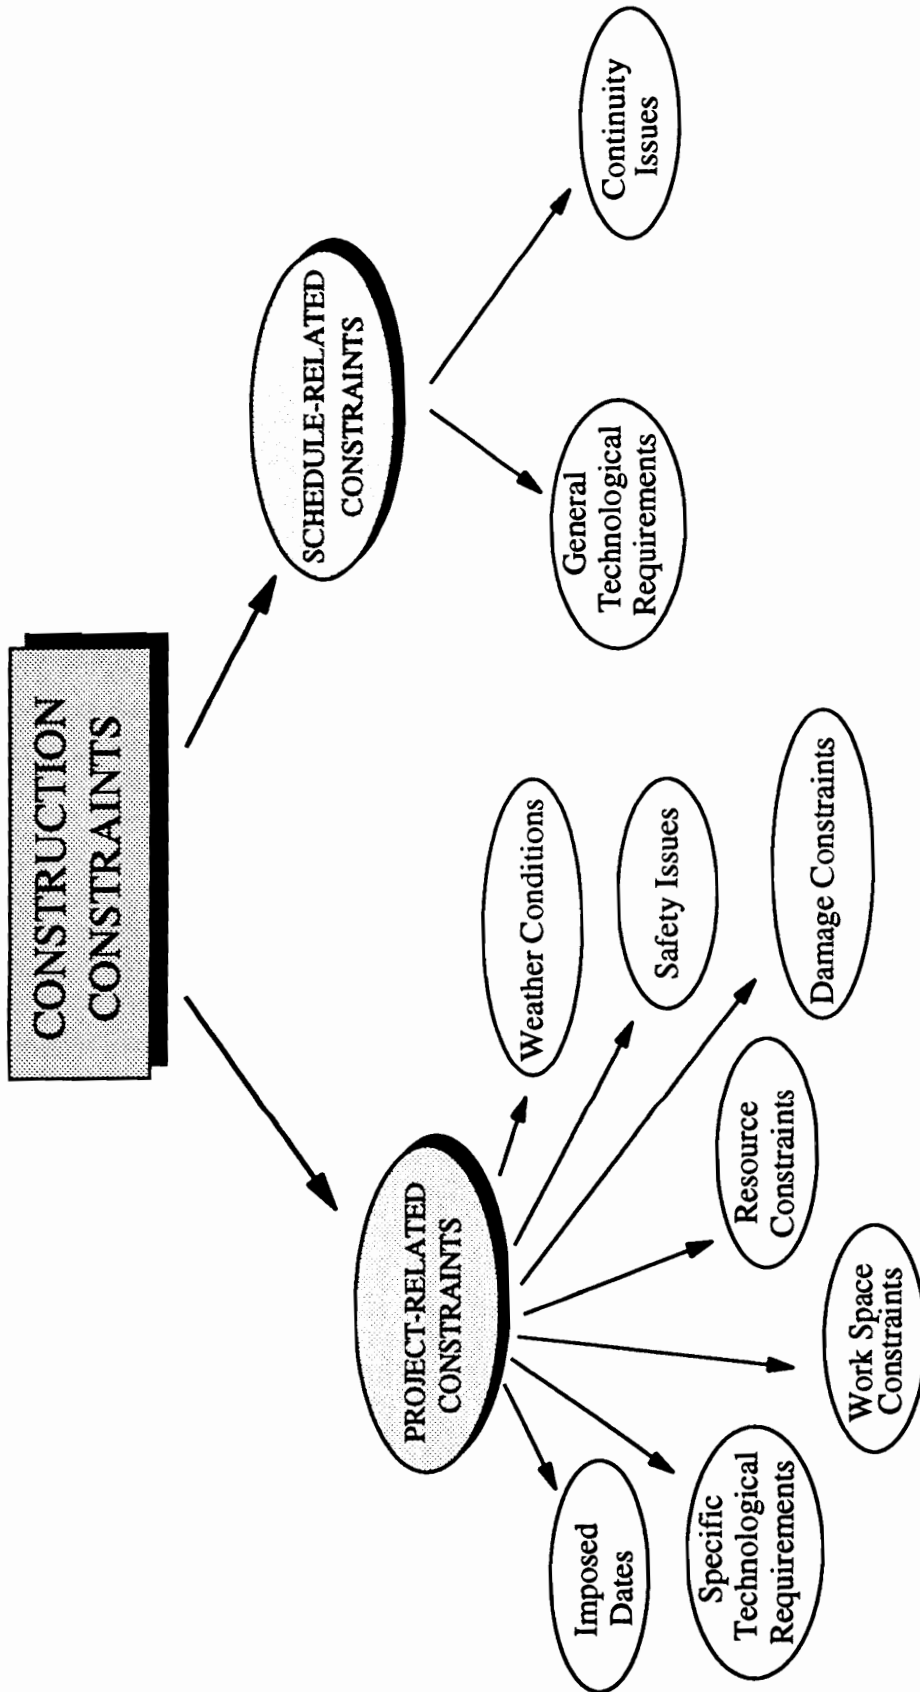 CONSTRUCTION
CONSTRAINTS
PROJECT-RELATED
CONSTRAINTS
SCHEDULE-RELATED
CONSTRAINTS
Imposed
Dates
Specific
Technological
Requirements
Work Space
Constraints
Resource
Constraints
Damage Constraints
Safety Issues
Weather Conditions
General
Technological
Requirements
Continuity
Issues